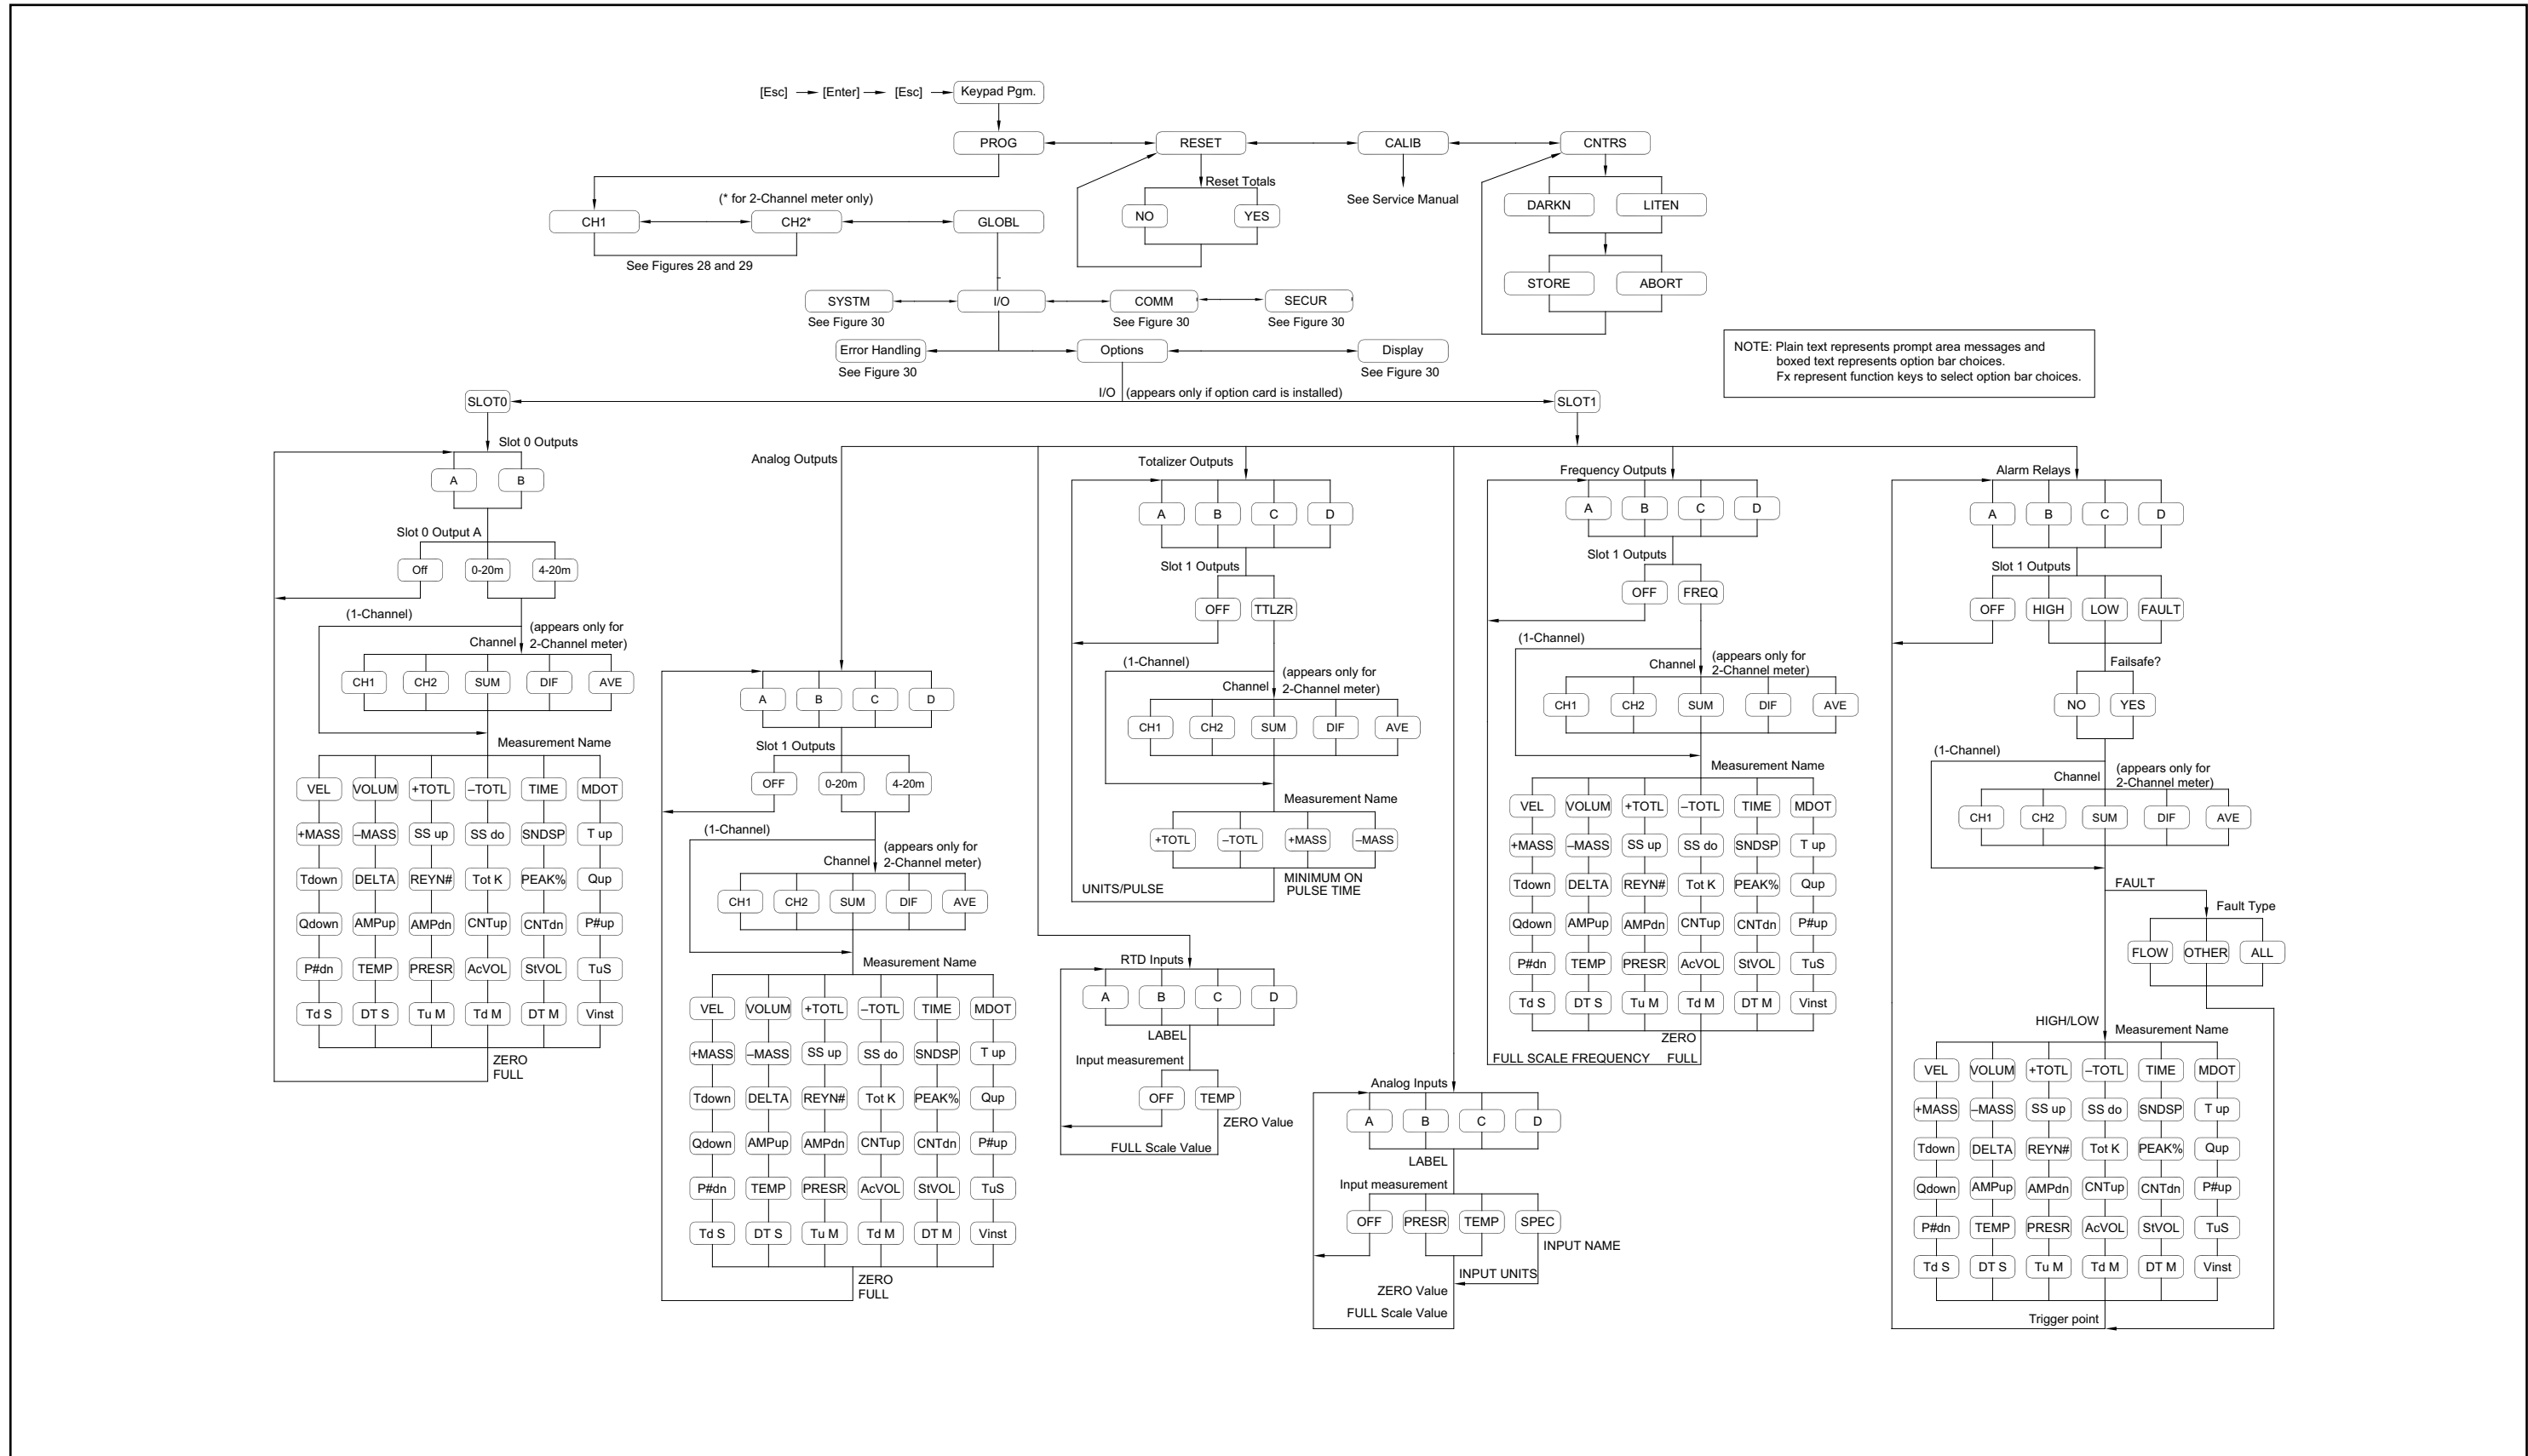 [Esc] [Enter] [Esc] Keypad Pgm.
PROG RESET CALIB CNTRS
Reset Totals
NO YES
See Service Manual
DARKN LITEN
STORE ABORT
(* for 2-Channel meter only)
CH1 CH2* GLOBL
See Figures 28 and 29
SYSTM I/O COMM SECUR
See Figure 30 See Figure 30 See Figure 30
Error Handling Options Display
See Figure 30 See Figure 30
NOTE: Plain text represents prompt area messages and
boxed text represents option bar choices.
Fx represent function keys to select option bar choices.
SLOT0 I/O (appears only if option card is installed) SLOT1
Slot 0 Outputs
A B
Slot 0 Output A
Off 0-20m 4-20m
(1-Channel)
(appears only for
Channel 2-Channel meter)
CH1 CH2 SUM DIF AVE
Measurement Name
VEL VOLUM +TOTL –TOTL TIME MDOT
+MASS –MASS SS up SS do SNDSP T up
Tdown DELTA REYN# Tot K PEAK% Qup
Qdown AMPup AMPdn CNTup CNTdn P#up
P#dn TEMP PRESR AcVOL StVOL TuS
Td S DT S Tu M Td M DT M Vinst
ZERO
FULL
Analog Outputs
A B C D
Slot 1 Outputs
OFF 0-20m 4-20m
(1-Channel)
(appears only for
Channel 2-Channel meter)
CH1 CH2 SUM DIF AVE
Measurement Name
VEL VOLUM +TOTL –TOTL TIME MDOT
+MASS –MASS SS up SS do SNDSP T up
Tdown DELTA REYN# Tot K PEAK% Qup
Qdown AMPup AMPdn CNTup CNTdn P#up
P#dn TEMP PRESR AcVOL StVOL TuS
Td S DT S Tu M Td M DT M Vinst
ZERO
FULL
Totalizer Outputs
A B C D
Slot 1 Outputs
OFF TTLZR
(1-Channel)
(appears only for
Channel 2-Channel meter)
CH1 CH2 SUM DIF AVE
Measurement Name
+TOTL –TOTL +MASS –MASS
UNITS/PULSE MINIMUM ON
PULSE TIME
RTD Inputs
A B C D
LABEL
Input measurement
OFF TEMP
ZERO Value
FULL Scale Value
Analog Inputs
A B C D
LABEL
Input measurement
OFF PRESR TEMP SPEC
INPUT NAME
INPUT UNITS
ZERO Value
FULL Scale Value
Frequency Outputs
A B C D
Slot 1 Outputs
OFF FREQ
(1-Channel)
(appears only for
Channel 2-Channel meter)
CH1 CH2 SUM DIF AVE
Measurement Name
VEL VOLUM +TOTL –TOTL TIME MDOT
+MASS –MASS SS up SS do SNDSP T up
Tdown DELTA REYN# Tot K PEAK% Qup
Qdown AMPup AMPdn CNTup CNTdn P#up
P#dn TEMP PRESR AcVOL StVOL TuS
Td S DT S Tu M Td M DT M Vinst
ZERO
FULL SCALE FREQUENCY FULL
Alarm Relays
A B C D
Slot 1 Outputs
OFF HIGH LOW FAULT
Failsafe?
NO YES
(1-Channel)
(appears only for
Channel 2-Channel meter)
CH1 CH2 SUM DIF AVE
FAULT
Fault Type
FLOW OTHER ALL
HIGH/LOW
Measurement Name
VEL VOLUM +TOTL –TOTL TIME MDOT
+MASS –MASS SS up SS do SNDSP T up
Tdown DELTA REYN# Tot K PEAK% Qup
Qdown AMPup AMPdn CNTup CNTdn P#up
P#dn TEMP PRESR AcVOL StVOL TuS
Td S DT S Tu M Td M DT M Vinst
Trigger point